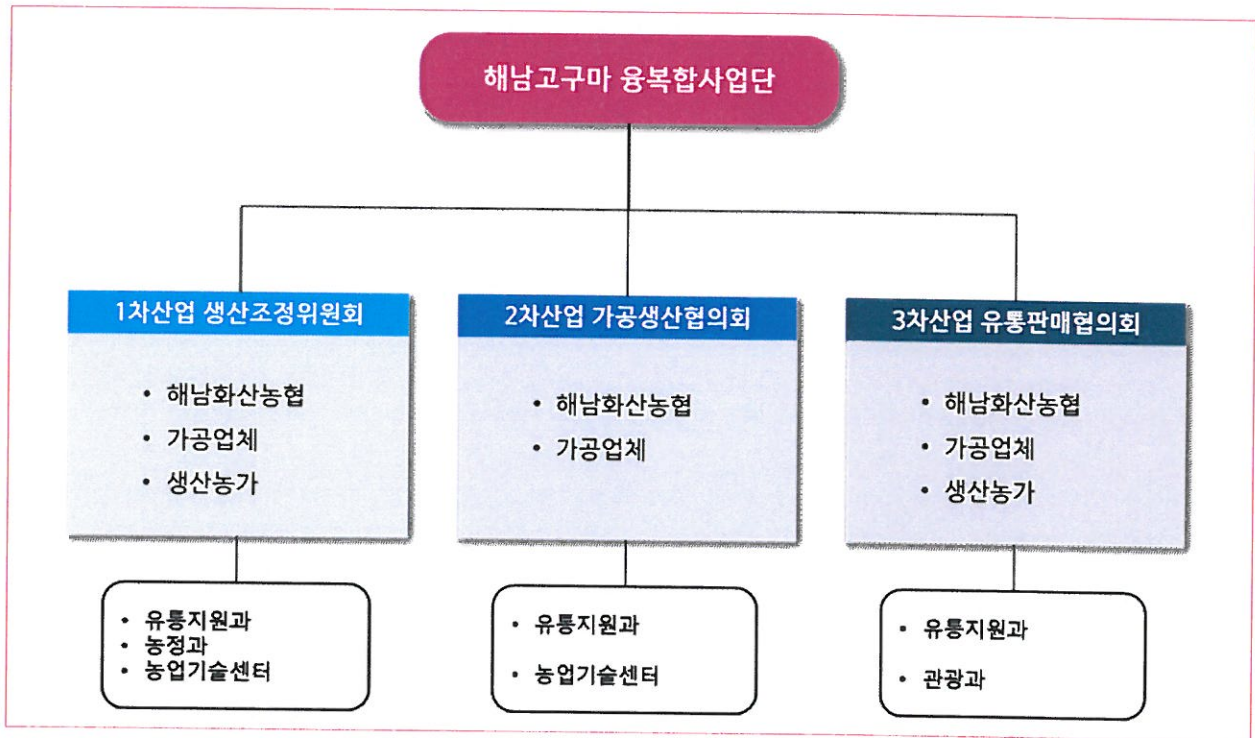 해남고구마 융복합사업단
1차산업 생산조정위원회
• 해남화산농협
• 가공업체
• 생산농가
• 유통지원과
• 농정과
• 농업기술센터
2차산업 가공생산협의회
• 해남화산농협
• 가공업체
• 유통지원과
• 농업기술센터
3차산업 유통판매협의회
• 해남화산농협
• 가공업체
• 생산농가
• 유통지원과
• 관광과